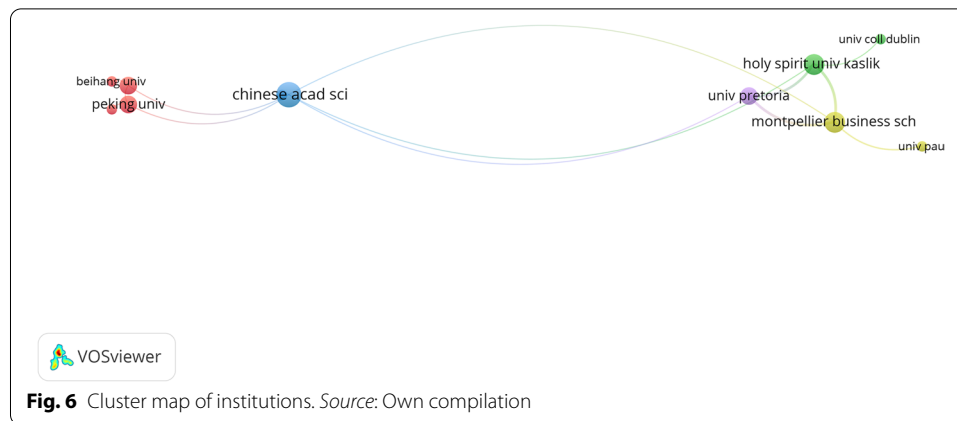 univ coll dublin
holy spirit univ kaslik
beihang univ
chinese acad sci
univ pretoria
peking univ
montpellier business sch
univ pau
VOSviewer
Fig. 6 Cluster map of institutions. Source: Own compilation